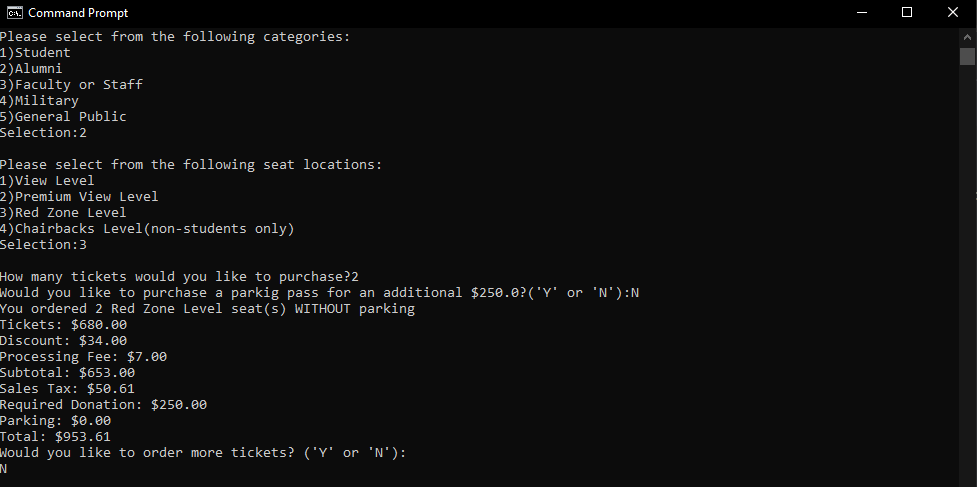 Command Prompt
Please select from the following categories:
1)Student
2)Alumni
3)Faculty or Staff
4)Military
5)General Public
Selection:2
Please select from the following seat locations:
1)View Level
2)Premium View Level
3)Red Zone Level
4)Chairbacks Level(non-students only)
Selection:3
How many tickets would you like to purchase?2
Would you like to purchase a parkig pass for an additional $250.0?('Y' or 'N'):N
You ordered 2 Red Zone Level seat(s) WITHOUT parking
Tickets: $680.00
Discount: $34.00
Processing Fee: $7.00
Subtotal: $653.00
Sales Tax: $50.61
Required Donation: $250.00
Parking: $0.00
Total: $953.61
Would you like to order more tickets? ('Y' or 'N'):
N